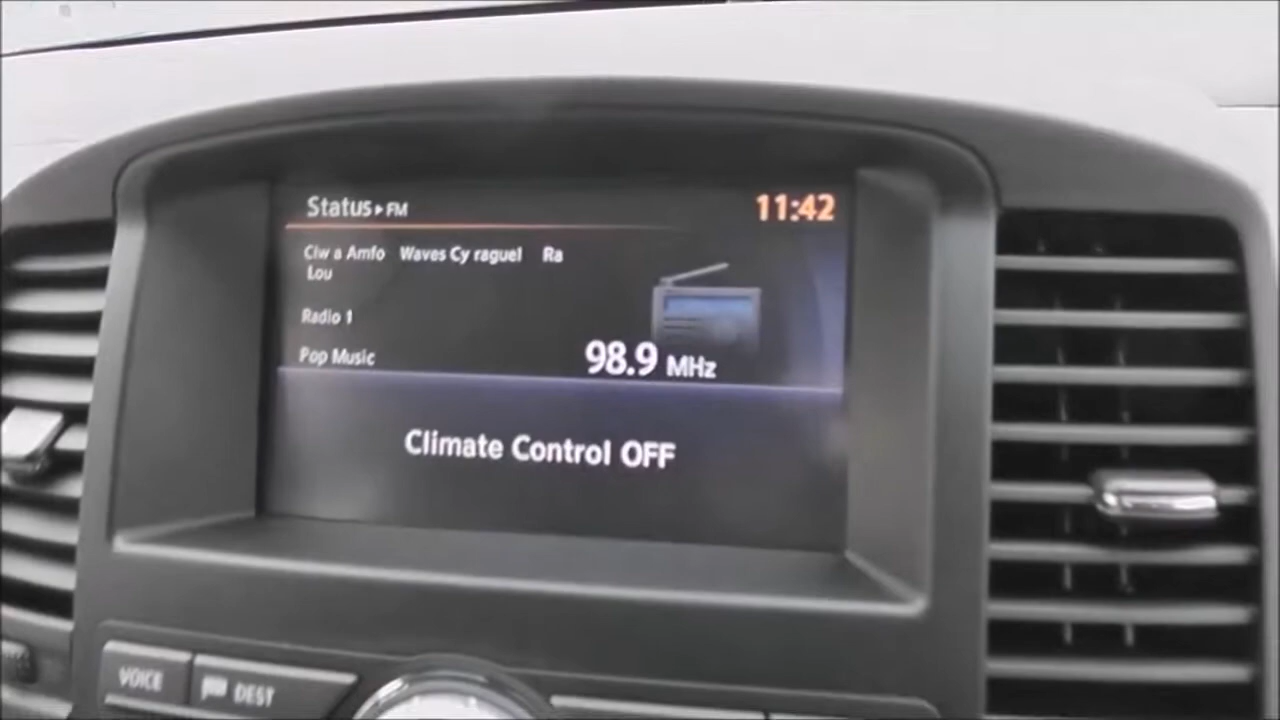 Status▸FM 11:42
Clw a Amfo Waves Cy raguel Ra
Lou
Radio 1
Pop Music 98.9 MHz
Climate Control OFF
VOICE DEST